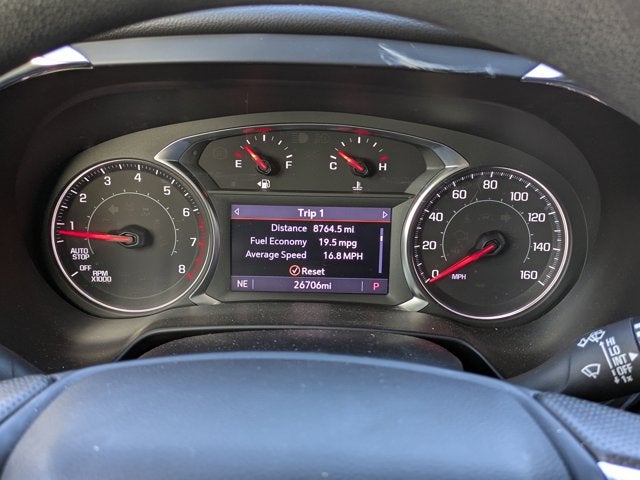 E F
C H
1 2 3 4 5 6 7 8
AUTO
STOP
OFF
RPM
X1000
Trip 1
Distance 8764.5 mi
Fuel Economy 19.5 mpg
Average Speed 16.8 MPH
Reset
NE 26706mi P
0 20 40 60 80 100 120 140 160
MPH
HI
LO
INT
OFF
1x